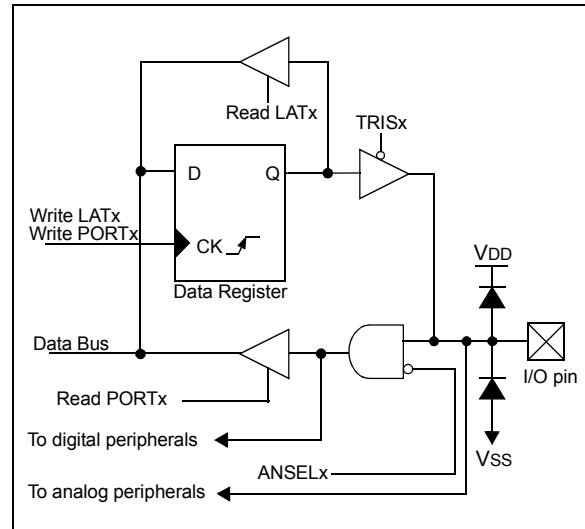 Read LATx
TRISx
D Q
Write LATx
Write PORTx
CK
Data Register
VDD
Data Bus
I/O pin
Read PORTx
To digital peripherals
VSS
ANSELx
To analog peripherals